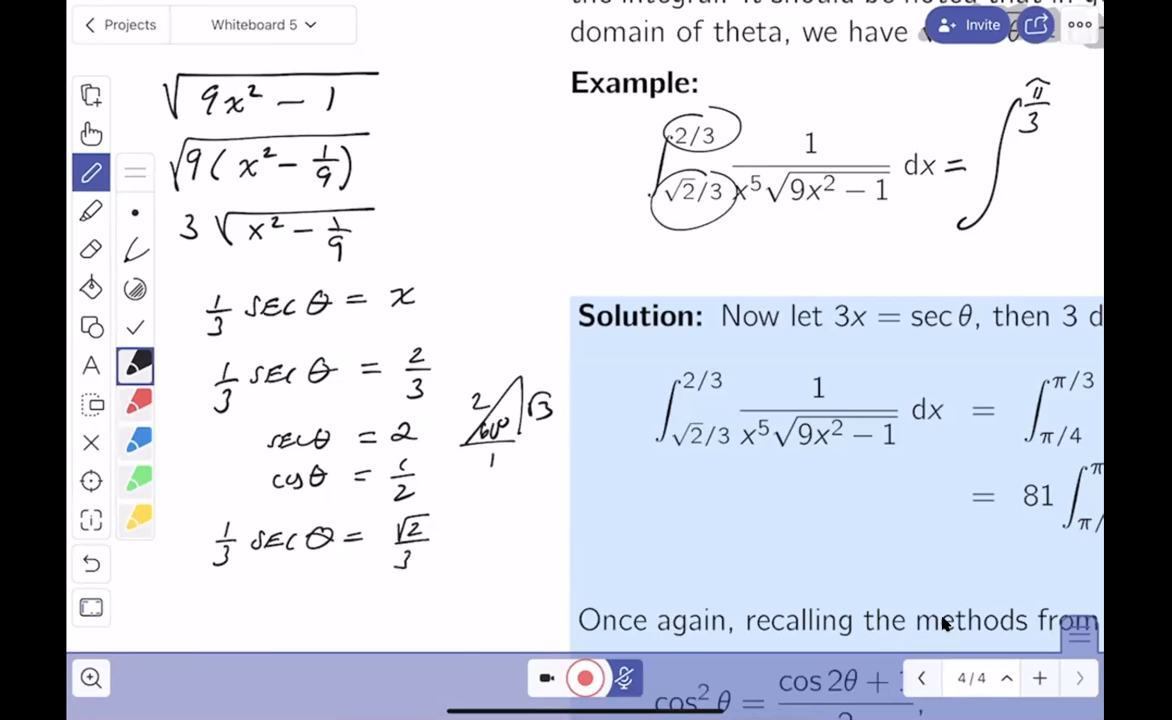 Projects
Whiteboard 5
Invite
domain of theta, we have
Example:
∫_{√2/3}^{2/3} 1/(x⁵√(9x² − 1)) dx = ∫^{π/3}
√(9x² − 1)
√(9(x² − 1/9))
3√(x² − 1/9)
1/3 SEC θ = x
1/3 SEC θ = 2/3
2 √3
60°
1
secθ = 2
cosθ = 1/2
1/3 SEC θ = √2/3
Solution: Now let 3x = sec θ, then 3 d
∫_{√2/3}^{2/3} 1/(x⁵√(9x² − 1)) dx = ∫_{π/4}^{π/3}
= 81 ∫_{π/}^{π}
Once again, recalling the methods from
cos² θ = cos 2θ +
2
,
4/4
A